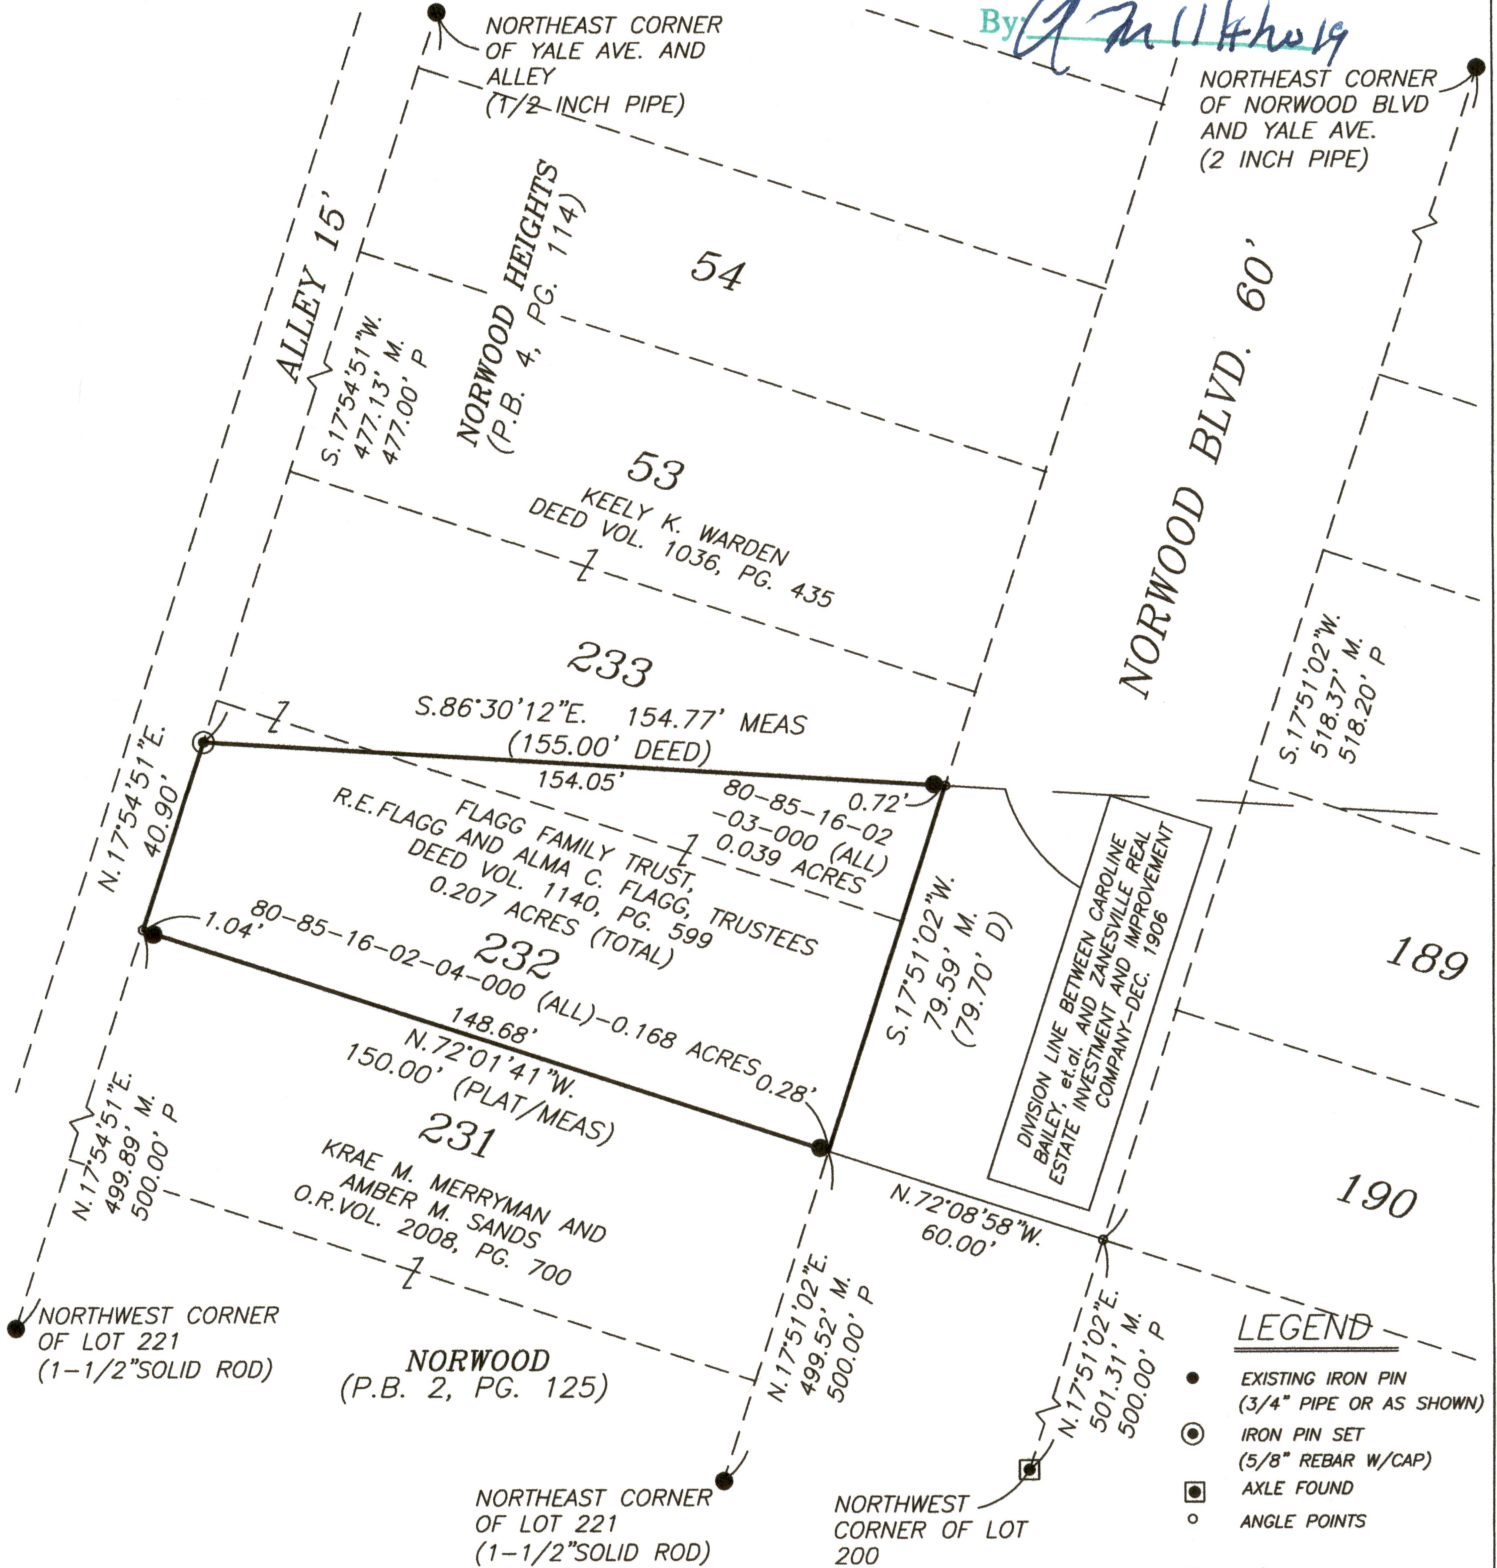 NORTHEAST CORNER
OF YALE AVE. AND
ALLEY
(1/2 INCH PIPE)
By:
NORTHEAST CORNER
OF NORWOOD BLVD
AND YALE AVE.
(2 INCH PIPE)
ALLEY 15'
S.17°54'51"W.
477.13' M.
477.00' P
NORWOOD HEIGHTS
(P.B. 4, PG. 114)
54
NORWOOD BLVD. 60'
53
KEELY K. WARDEN
DEED VOL. 1036, PG. 435
S.17°51'02"W.
518.37' M.
518.20' P
233
S.86°30'12"E. 154.77' MEAS
(155.00' DEED)
154.05'
0.72'
N.17°54'51"E.
40.90'
80-85-16-02
-03-000 (ALL)
0.039 ACRES
FLAGG FAMILY TRUST,
R.E.FLAGG AND ALMA C. FLAGG, TRUSTEES
DEED VOL. 1140, PG. 599
0.207 ACRES (TOTAL)
232
1.04'
80-85-16-02-04-000 (ALL)-0.168 ACRES
148.68'
0.28'
N.72°01'41"W.
150.00' (PLAT/MEAS)
S.17°51'02"W.
79.59' M.
(79.70' D)
DIVISION LINE BETWEEN CAROLINE
BAILEY, et.al. AND ZANESVILLE REAL
ESTATE INVESTMENT AND IMPROVEMENT
COMPANY-DEC. 1906
189
190
231
KRAE M. MERRYMAN AND
AMBER M. SANDS
O.R.VOL. 2008, PG. 700
N.17°54'51"E.
499.89' M.
500.00' P
N.72°08'58"W.
60.00'
NORTHWEST CORNER
OF LOT 221
(1-1/2"SOLID ROD)
NORWOOD
(P.B. 2, PG. 125)
N.17°51'02"E.
499.52' M.
500.00' P
N.17°51'02"E.
501.31' M.
500.00' P
NORTHEAST CORNER
OF LOT 221
(1-1/2"SOLID ROD)
NORTHWEST
CORNER OF LOT
200
LEGEND
EXISTING IRON PIN
(3/4" PIPE OR AS SHOWN)
IRON PIN SET
(5/8" REBAR W/CAP)
AXLE FOUND
ANGLE POINTS